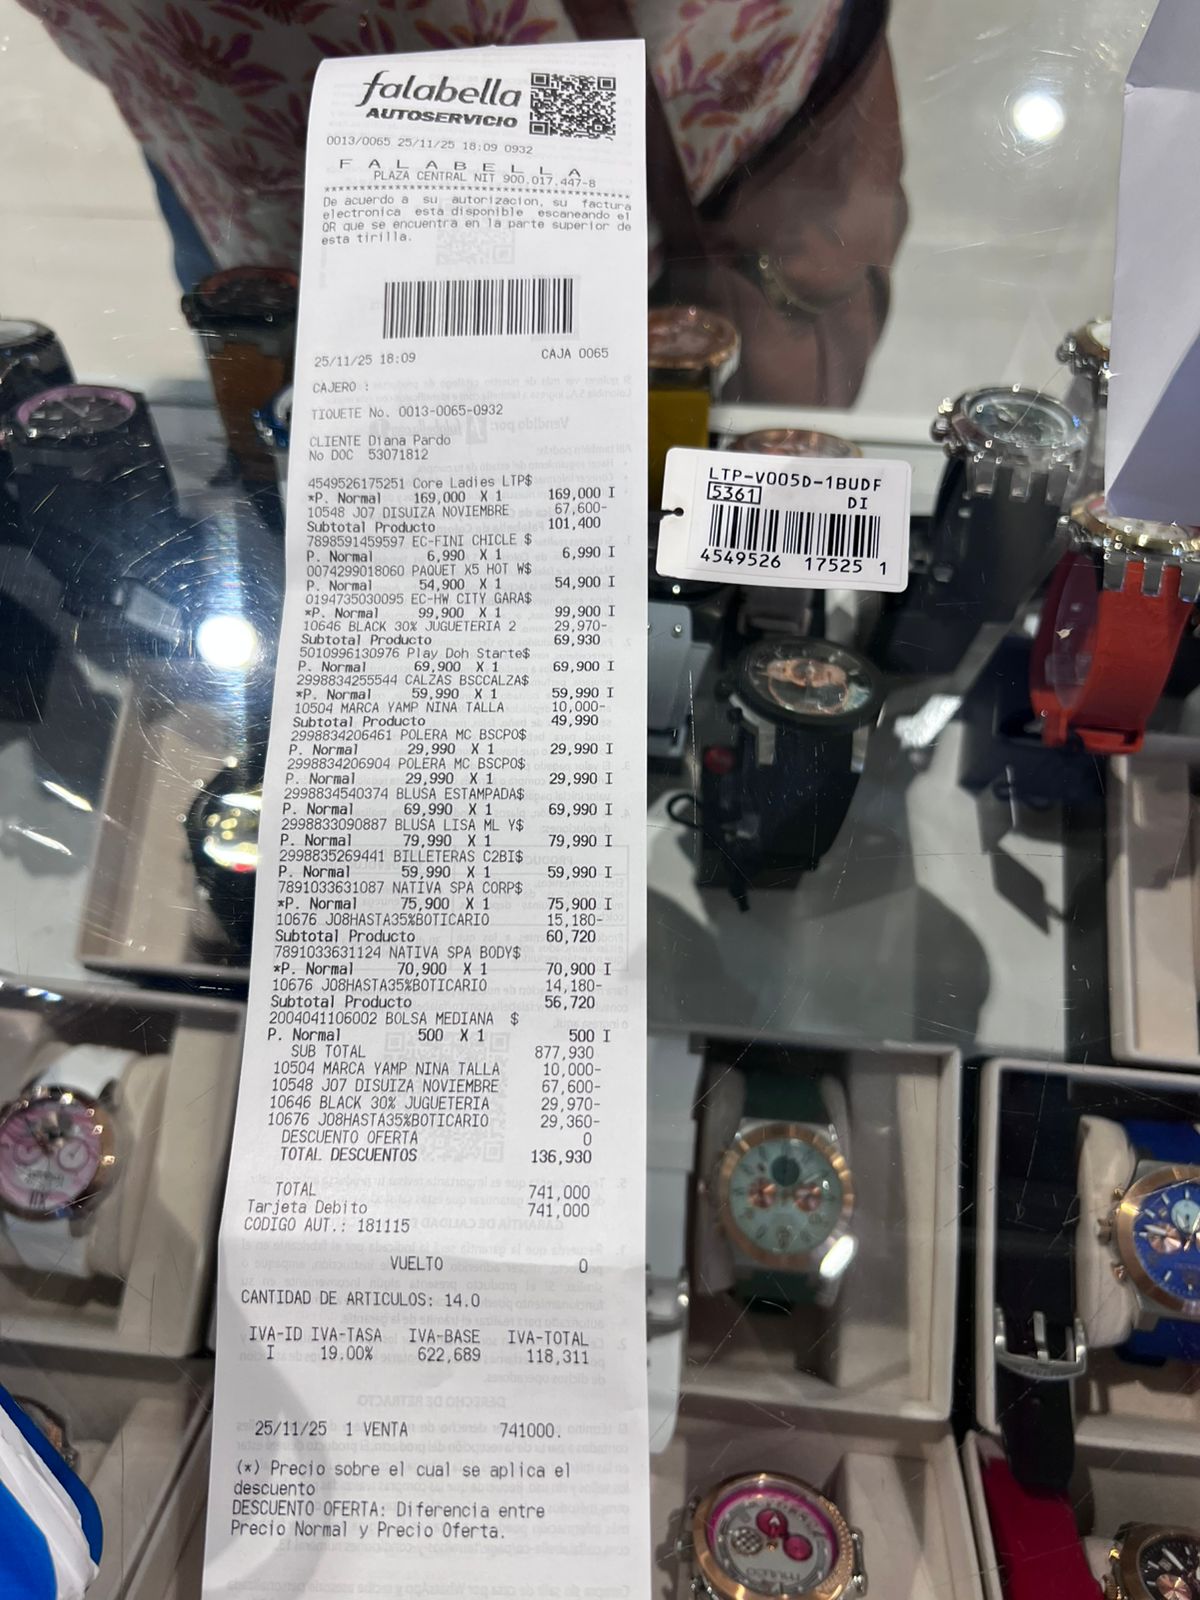 falabella
AUTOSERVICIO
0013/0065 25/11/25 18:09 0932
F A L A B E L L A
PLAZA CENTRAL NIT 900.017.447-8
******************************************
De acuerdo a su autorizacion, su factura
electronica esta disponible escaneando el
QR que se encuentra en la parte superior de
esta tirilla.
25/11/25 18:09 CAJA 0065
CAJERO :
TIQUETE No. 0013-0065-0932
CLIENTE Diana Pardo
No DOC 53071812
4549526175251 Core Ladies LTP$
*P. Normal 169,000 X 1 169,000 I
10548 J07 DISUIZA NOVIEMBRE 67,600-
Subtotal Producto 101,400
7898591459597 EC-FINI CHICLE $
P. Normal 6,990 X 1 6,990 I
0074299018060 PAQUET X5 HOT W$
P. Normal 54,900 X 1 54,900 I
0194735030095 EC-HW CITY GARA$
*P. Normal 99,900 X 1 99,900 I
10646 BLACK 30% JUGUETERIA 2 29,970-
Subtotal Producto 69,930
5010996130976 Play Doh Starte$
P. Normal 69,900 X 1 69,900 I
2998834255544 CALZAS BSCCALZA$
*P. Normal 59,990 X 1 59,990 I
10504 MARCA YAMP NINA TALLA 10,000-
Subtotal Producto 49,990
2998834206461 POLERA MC BSCPO$
P. Normal 29,990 X 1 29,990 I
2998834206904 POLERA MC BSCPO$
P. Normal 29,990 X 1 29,990 I
2998834540374 BLUSA ESTAMPADA$
P. Normal 69,990 X 1 69,990 I
2998833090887 BLUSA LISA ML Y$
P. Normal 79,990 X 1 79,990 I
2998835269441 BILLETERAS C2BI$
P. Normal 59,990 X 1 59,990 I
7891033631087 NATIVA SPA CORP$
*P. Normal 75,900 X 1 75,900 I
10676 J08HASTA35%BOTICARIO 15,180-
Subtotal Producto 60,720
7891033631124 NATIVA SPA BODY$
*P. Normal 70,900 X 1 70,900 I
10676 J08HASTA35%BOTICARIO 14,180-
Subtotal Producto 56,720
2004041106002 BOLSA MEDIANA $
P. Normal 500 X 1 500 I
SUB TOTAL 877,930
10504 MARCA YAMP NINA TALLA 10,000-
10548 J07 DISUIZA NOVIEMBRE 67,600-
10646 BLACK 30% JUGUETERIA 29,970-
10676 J08HASTA35%BOTICARIO 29,360-
DESCUENTO OFERTA 0
TOTAL DESCUENTOS 136,930
TOTAL 741,000
Tarjeta Debito 741,000
CODIGO AUT.: 181115
VUELTO 0
CANTIDAD DE ARTICULOS: 14.0
IVA-ID IVA-TASA IVA-BASE IVA-TOTAL
I 19.00% 622,689 118,311
25/11/25 1 VENTA 741000.
(*) Precio sobre el cual se aplica el
descuento
DESCUENTO OFERTA: Diferencia entre
Precio Normal y Precio Oferta.
LTP-V005D-1BUDF
5361 DI
4549526 17525 1